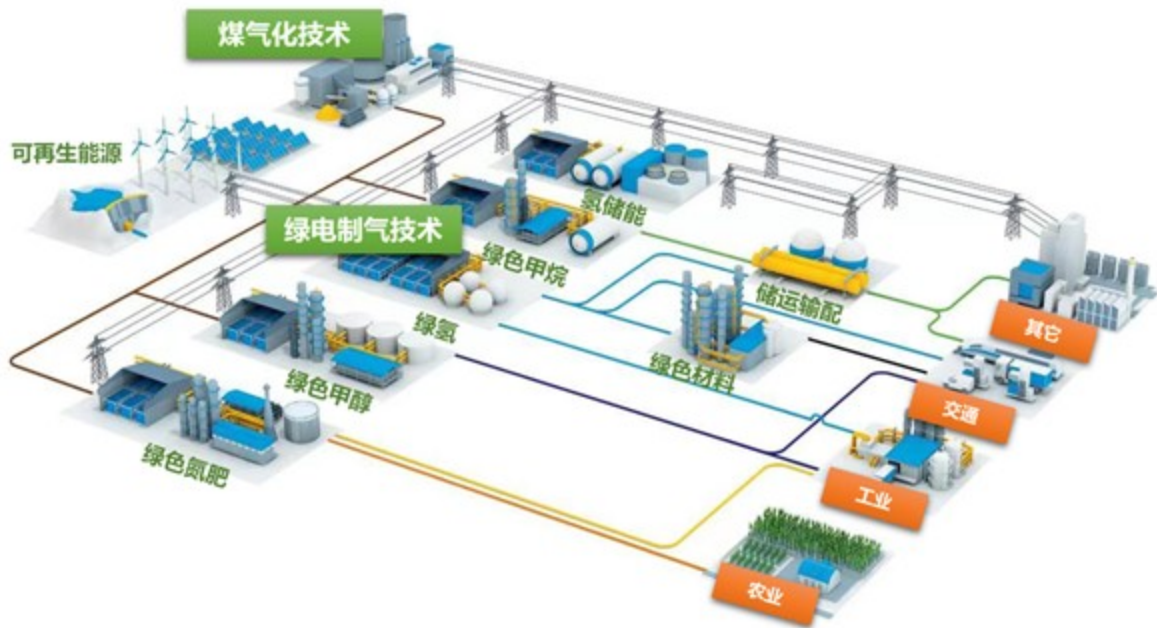 煤气化技术
可再生能源
氢储能
绿电制气技术
绿色甲烷
储运输配
绿氢
其它
绿色材料
绿色甲醇
交通
绿色氮肥
工业
农业